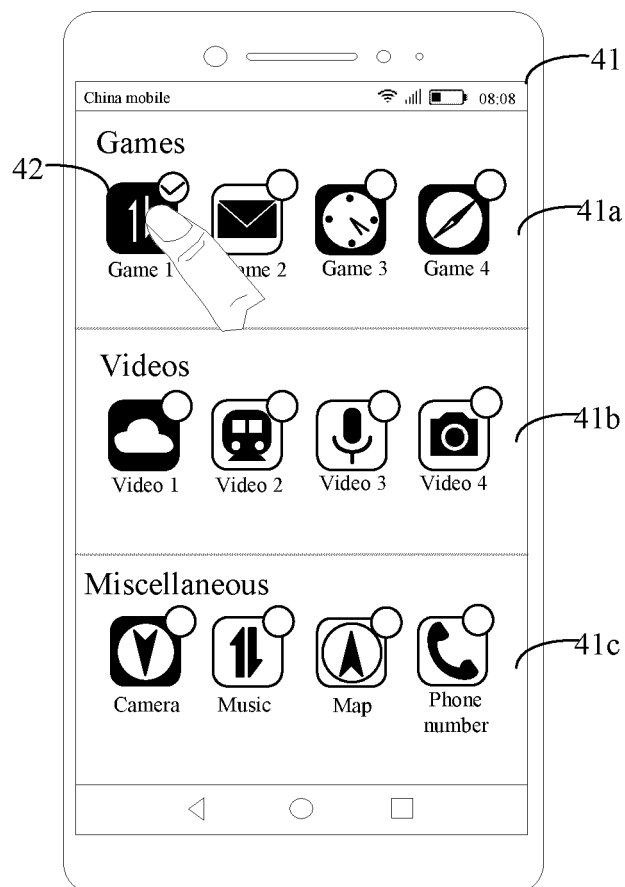 41
China mobile 08:08
Games
42
41a
Game 1 Game 3 Game 4
Videos
41b
Video 1 Video 2 Video 3 Video 4
Miscellaneous
41c
Camera Music Map Phone
number